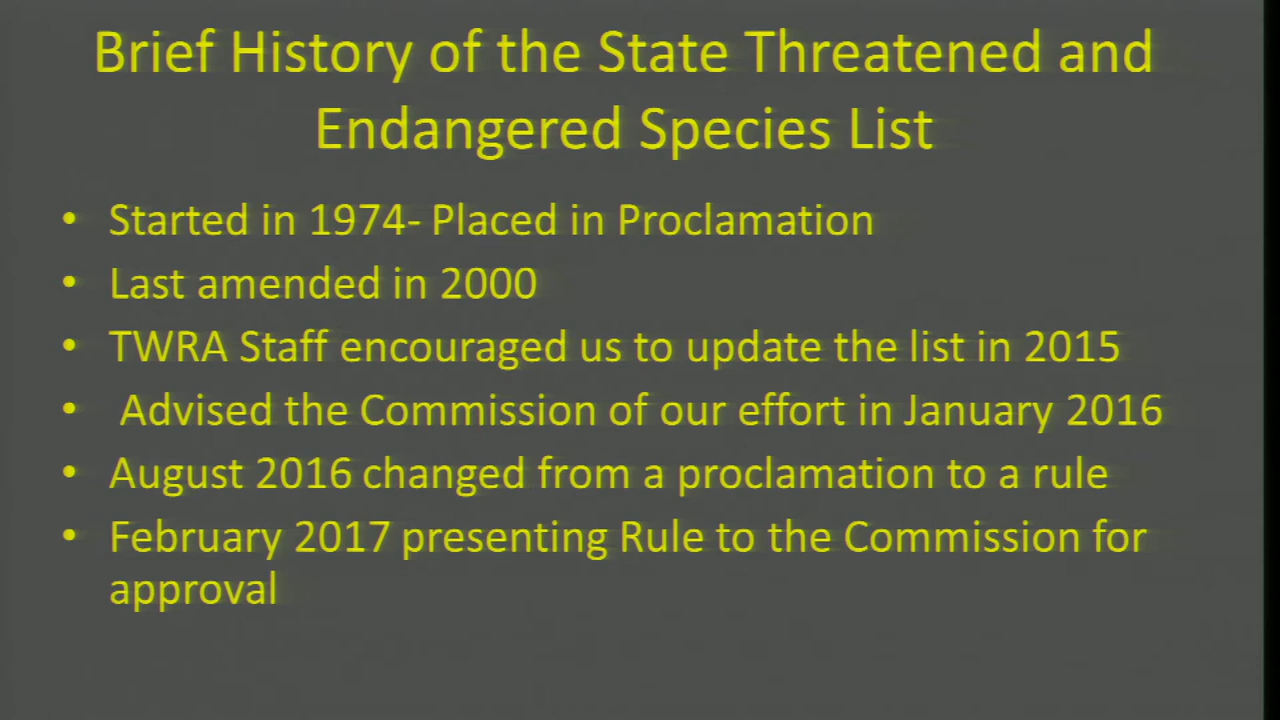 Brief History of the State Threatened and
Endangered Species List
• Started in 1974- Placed in Proclamation
• Last amended in 2000
• TWRA Staff encouraged us to update the list in 2015
• Advised the Commission of our effort in January 2016
• August 2016 changed from a proclamation to a rule
• February 2017 presenting Rule to the Commission for
approval